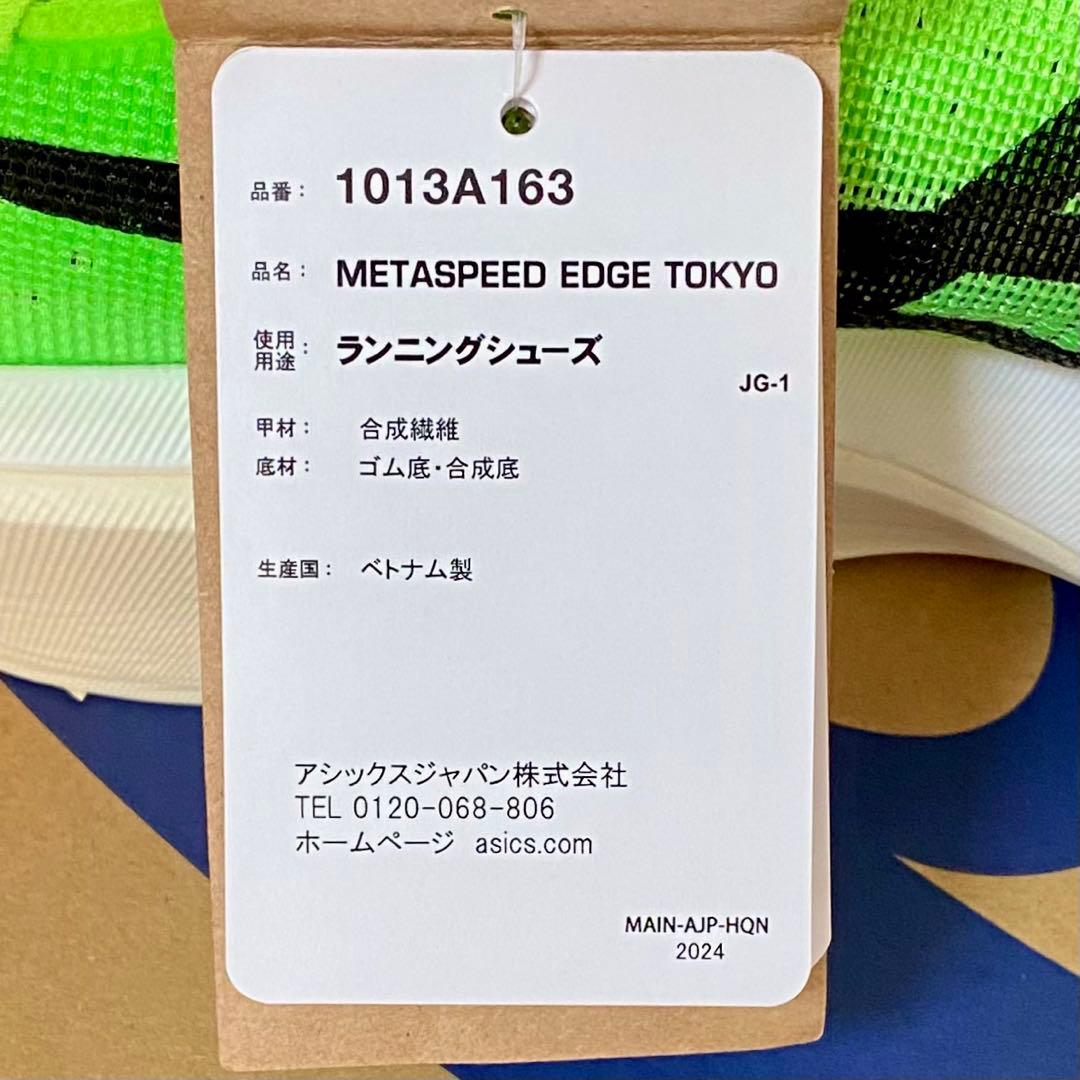 品番： 1013A163
品名： METASPEED EDGE TOKYO
使用用途： ランニングシューズ
JG-1
甲材： 合成繊維
底材： ゴム底・合成底
生産国： ベトナム製
アシックスジャパン株式会社
TEL 0120-068-806
ホームページ asics.com
MAIN-AJP-HQN
2024